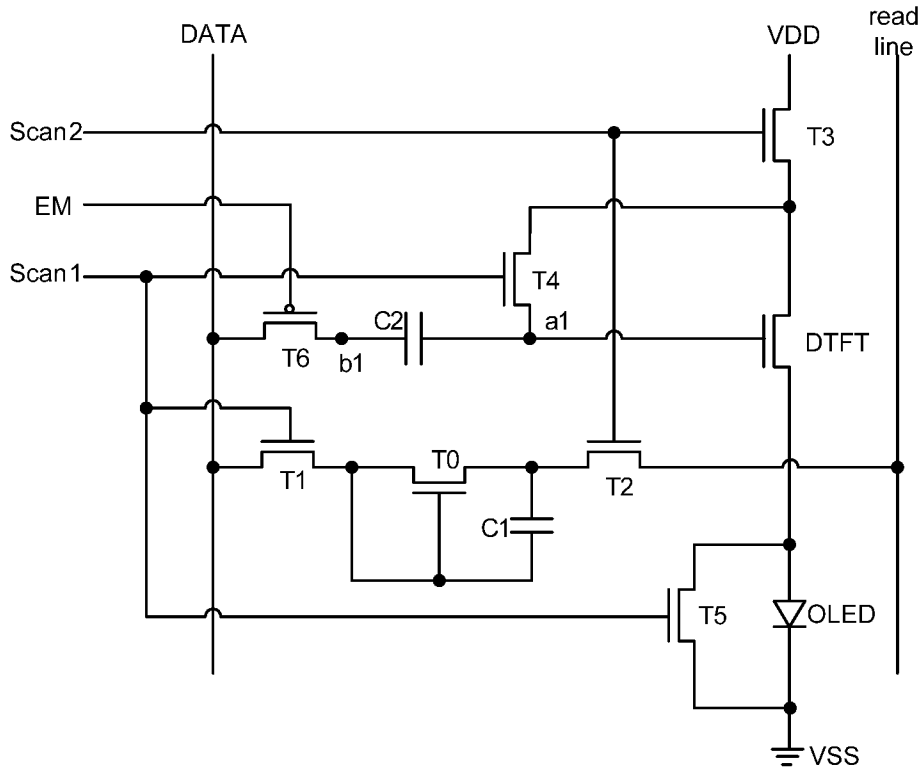 read
line
DATA
VDD
Scan2
T3
EM
Scan1
T4
C2
a1
DTFT
T6
b1
T0
T1
T2
C1
T5
OLED
VSS